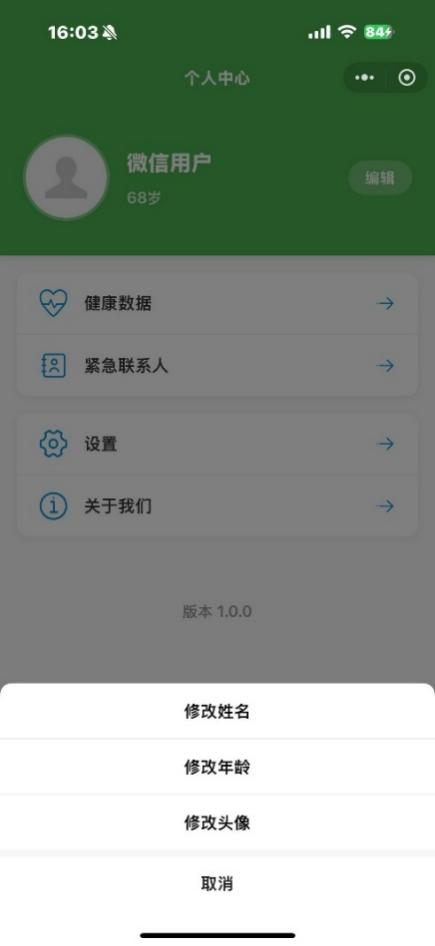 16:03
84
个人中心
微信用户
68岁
编辑
健康数据
紧急联系人
设置
关于我们
版本 1.0.0
修改姓名
修改年龄
修改头像
取消